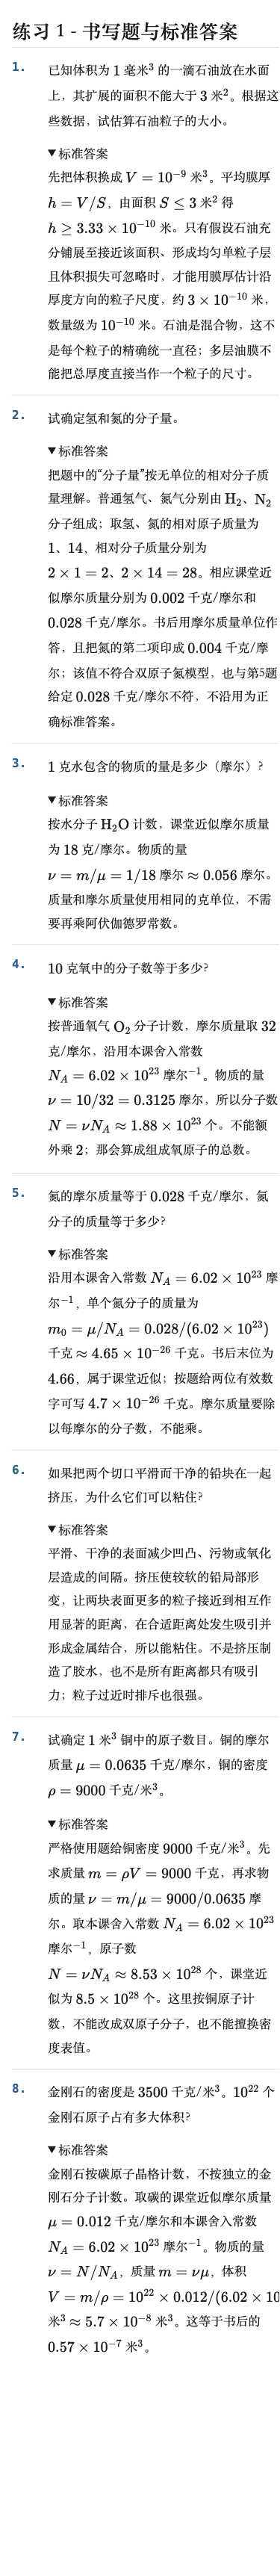 练习 1 - 书写题与标准答案
1. 已知体积为 1 毫米³ 的一滴石油放在水面
上，其扩展的面积不能大于 3 米²。根据这
些数据，试估算石油粒子的大小。
▼标准答案
先把体积换成 V = 10⁻⁹ 米³。平均膜厚
h = V/S，由面积 S ≤ 3 米² 得
h ≥ 3.33 × 10⁻¹⁰ 米。只有假设石油充
分铺展至接近该面积、形成均匀单粒子层
且体积损失可忽略时，才能用膜厚估计沿
厚度方向的粒子尺度，约 3 × 10⁻¹⁰ 米，
数量级为 10⁻¹⁰ 米。石油是混合物，这不
是每个粒子的精确统一直径；多层油膜不
能把总厚度直接当作一个粒子的尺寸。
2. 试确定氢和氮的分子量。
▼标准答案
把题中的“分子量”按无单位的相对分子质
量理解。普通氢气、氮气分别由 H₂、N₂
分子组成；取氢、氮的相对原子质量为
1、14，相对分子质量分别为
2 × 1 = 2、2 × 14 = 28。相应课堂近
似摩尔质量分别为 0.002 千克/摩尔和
0.028 千克/摩尔。书后用摩尔质量单位作
答，且把氮的第二项印成 0.004 千克/摩
尔；该值不符合双原子氮模型，也与第5题
给定 0.028 千克/摩尔不符，不沿用为正
确标准答案。
3. 1 克水包含的物质的量是多少（摩尔）?
▼标准答案
按水分子 H₂O 计数，课堂近似摩尔质量
为 18 克/摩尔。物质的量
ν = m/μ = 1/18 摩尔 ≈ 0.056 摩尔。
质量和摩尔质量使用相同的克单位，不需
要再乘阿伏伽德罗常数。
4. 10 克氧中的分子数等于多少?
▼标准答案
按普通氧气 O₂ 分子计数，摩尔质量取 32
克/摩尔，沿用本课舍入常数
N_A = 6.02 × 10²³ 摩尔⁻¹。物质的量
ν = 10/32 = 0.3125 摩尔，所以分子数
N = νN_A ≈ 1.88 × 10²³ 个。不能额
外乘 2；那会算成组成氧原子的总数。
5. 氮的摩尔质量等于 0.028 千克/摩尔，氮
分子的质量等于多少?
▼标准答案
沿用本课舍入常数 N_A = 6.02 × 10²³ 摩
尔⁻¹，单个氮分子的质量为
m₀ = μ/N_A = 0.028/(6.02 × 10²³)
千克 ≈ 4.65 × 10⁻²⁶ 千克。书后末位为
4.66，属于课堂近似；按题给两位有效数
字可写 4.7 × 10⁻²⁶ 千克。摩尔质量要除
以每摩尔的分子数，不能乘。
6. 如果把两个切口平滑而干净的铅块在一起
挤压，为什么它们可以粘住?
▼标准答案
平滑、干净的表面减少凹凸、污物或氧化
层造成的间隔。挤压使较软的铅局部形
变，让两块表面更多的粒子接近到相互作
用显著的距离，在合适距离处发生吸引并
形成金属结合，所以能粘住。不是挤压制
造了胶水，也不是所有距离都只有吸引
力；粒子过近时排斥也很强。
7. 试确定 1 米³ 铜中的原子数目。铜的摩尔
质量 μ = 0.0635 千克/摩尔，铜的密度
ρ = 9000 千克/米³。
▼标准答案
严格使用题给铜密度 9000 千克/米³。先
求质量 m = ρV = 9000 千克，再求物
质的量 ν = m/μ = 9000/0.0635 摩
尔。取本课舍入常数 N_A = 6.02 × 10²³
摩尔⁻¹，原子数
N = νN_A ≈ 8.53 × 10²⁸ 个，课堂近
似为 8.5 × 10²⁸ 个。这里按铜原子计
数，不能改成双原子分子，也不能擅换密
度表值。
8. 金刚石的密度是 3500 千克/米³。10²² 个
金刚石原子占有多大体积?
▼标准答案
金刚石按碳原子晶格计数，不按独立的金
刚石分子计数。取碳的课堂近似摩尔质量
μ = 0.012 千克/摩尔和本课舍入常数
N_A = 6.02 × 10²³ 摩尔⁻¹。物质的量
ν = N/N_A，质量 m = νμ，体积
V = m/ρ = 10²² × 0.012/(6.02 × 10
米³ ≈ 5.7 × 10⁻⁸ 米³。这等于书后的
0.57 × 10⁻⁷ 米³。